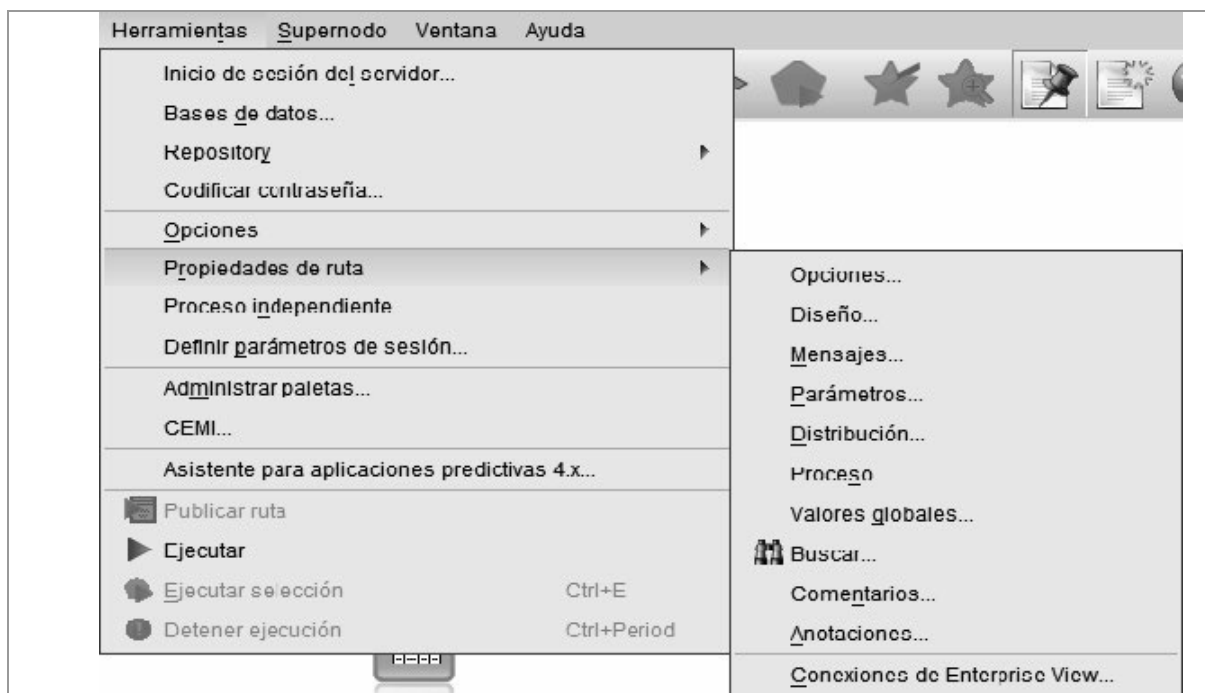 Herramientas Supernodo Ventana Ayuda
Inicio de sesión del servidor...
Bases de datos...
Repository
Codificar contraseña...
Opciones
Propiedades de ruta
Proceso independiente
Definir parámetros de sesión...
Administrar paletas...
CEMI...
Asistente para aplicaciones predictivas 4.x...
Publicar ruta
Ejecutar
Ejecutar selección Ctrl+E
Detener ejecución Ctrl+Period
Opciones...
Diseño...
Mensajes...
Parámetros...
Distribución...
Proceso
Valores globales...
Buscar...
Comentarios...
Anotaciones...
Conexiones de Enterprise View...